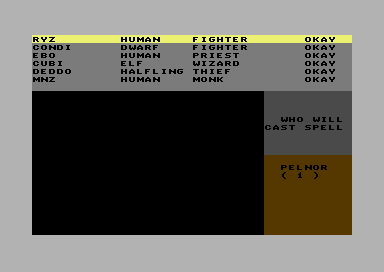 RYZ HUMAN FIGHTER OKAY
CONDI DWARF FIGHTER OKAY
EBO HUMAN PRIEST OKAY
CUBI ELF WIZARD OKAY
DEDDO HALFLING THIEF OKAY
MNZ HUMAN MONK OKAY
WHO WILL
CAST SPELL
PELNOR
( 1 )